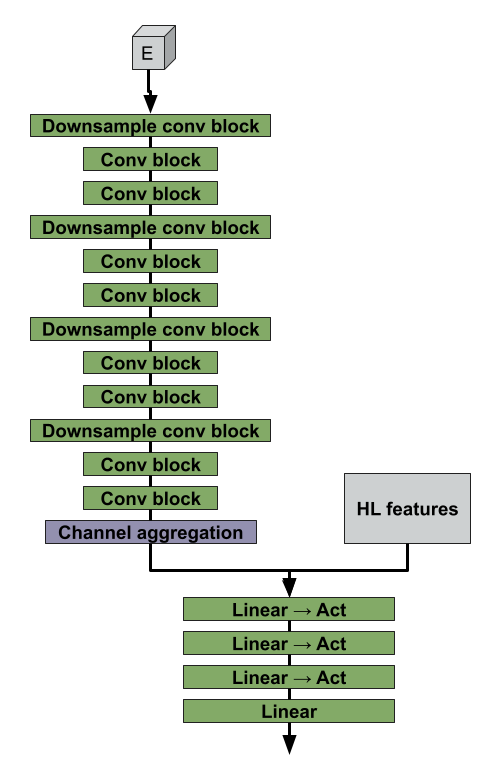 E
Downsample conv block
Conv block
Conv block
Downsample conv block
Conv block
Conv block
Downsample conv block
Conv block
Conv block
Downsample conv block
Conv block
Conv block
Channel aggregation
HL features
Linear → Act
Linear → Act
Linear → Act
Linear